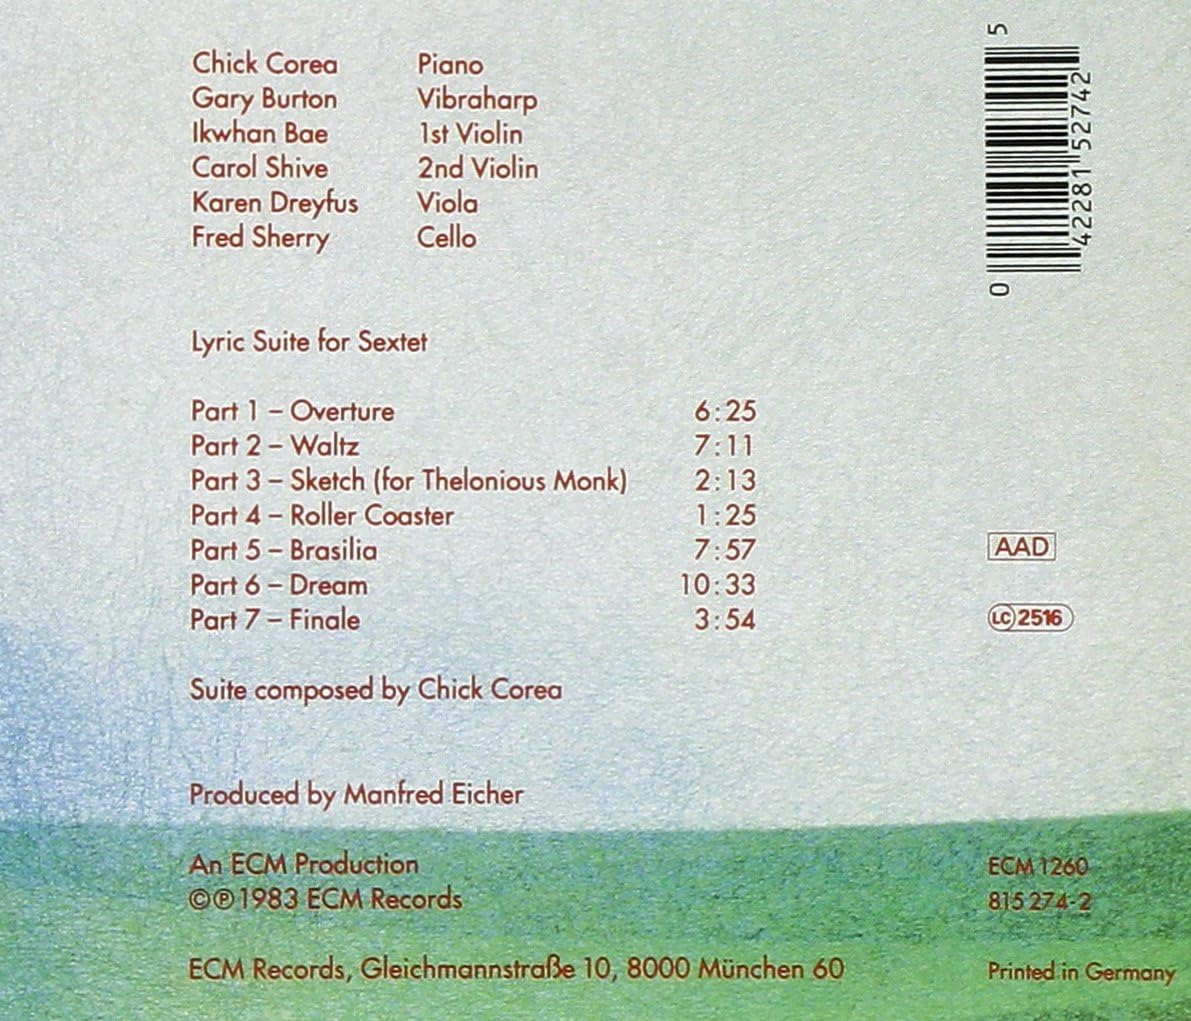 Chick Corea Piano
Gary Burton Vibraharp
Ikwhan Bae 1st Violin
Carol Shive 2nd Violin
Karen Dreyfus Viola
Fred Sherry Cello
5
42281 52742
0
Lyric Suite for Sextet
Part 1 – Overture 6:25
Part 2 – Waltz 7:11
Part 3 – Sketch (for Thelonious Monk) 2:13
Part 4 – Roller Coaster 1:25
Part 5 – Brasilia 7:57
Part 6 – Dream 10:33
Part 7 – Finale 3:54
AAD
LC 2516
Suite composed by Chick Corea
Produced by Manfred Eicher
An ECM Production
©℗ 1983 ECM Records
ECM 1260
815 274-2
ECM Records, Gleichmannstraße 10, 8000 München 60
Printed in Germany